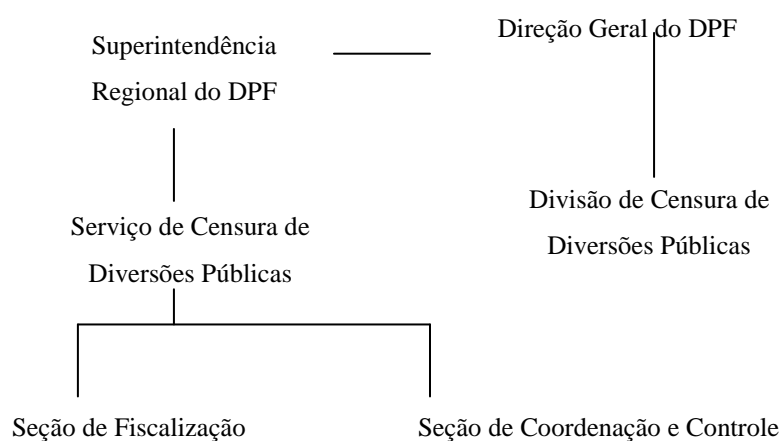 Direção Geral do DPF
Superintendência
Regional do DPF
Divisão de Censura de
Diversões Públicas
Serviço de Censura de
Diversões Públicas
Seção de Fiscalização
Seção de Coordenação e Controle